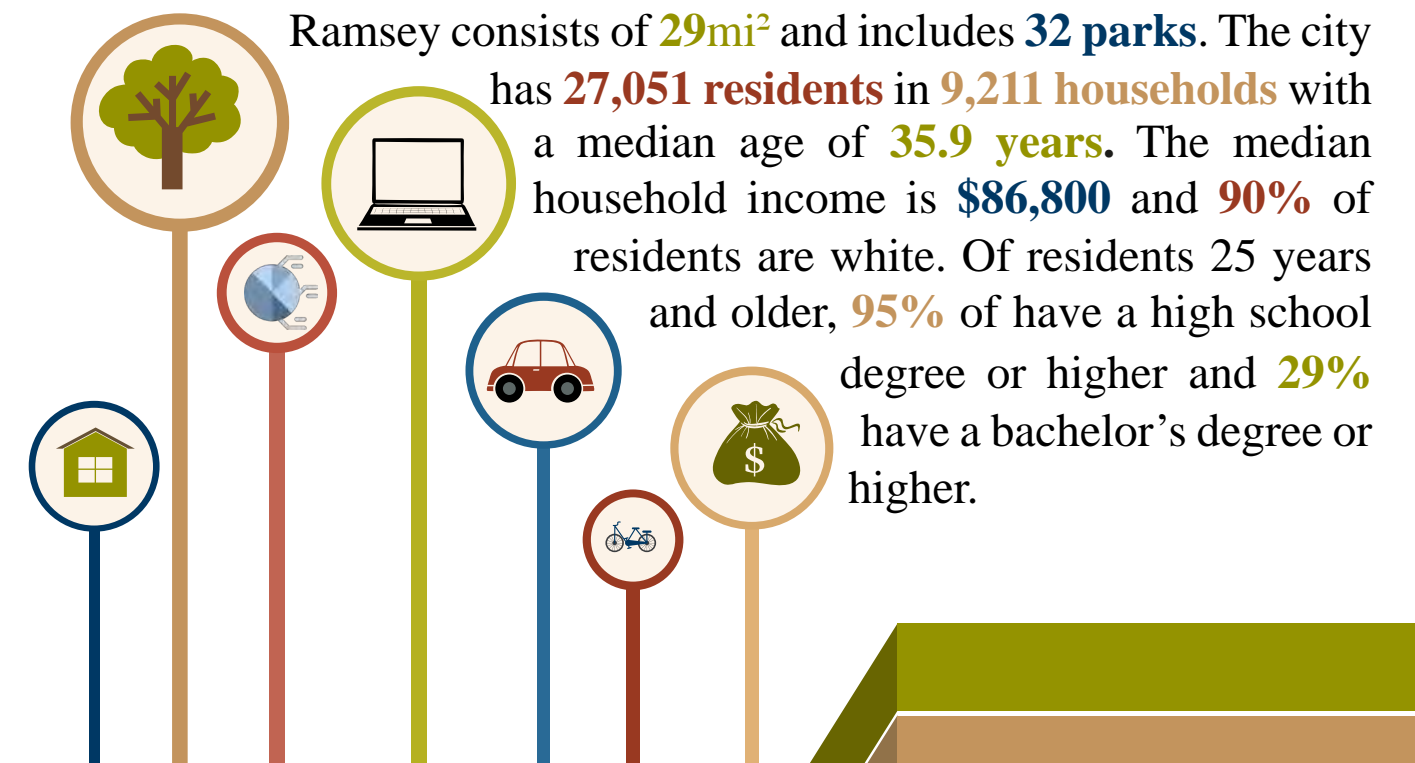 Ramsey consists of 29mi² and includes 32 parks. The city
has 27,051 residents in 9,211 households with
a median age of 35.9 years. The median
household income is $86,800 and 90% of
residents are white. Of residents 25 years
and older, 95% of have a high school
degree or higher and 29%
have a bachelor’s degree or
higher.
$